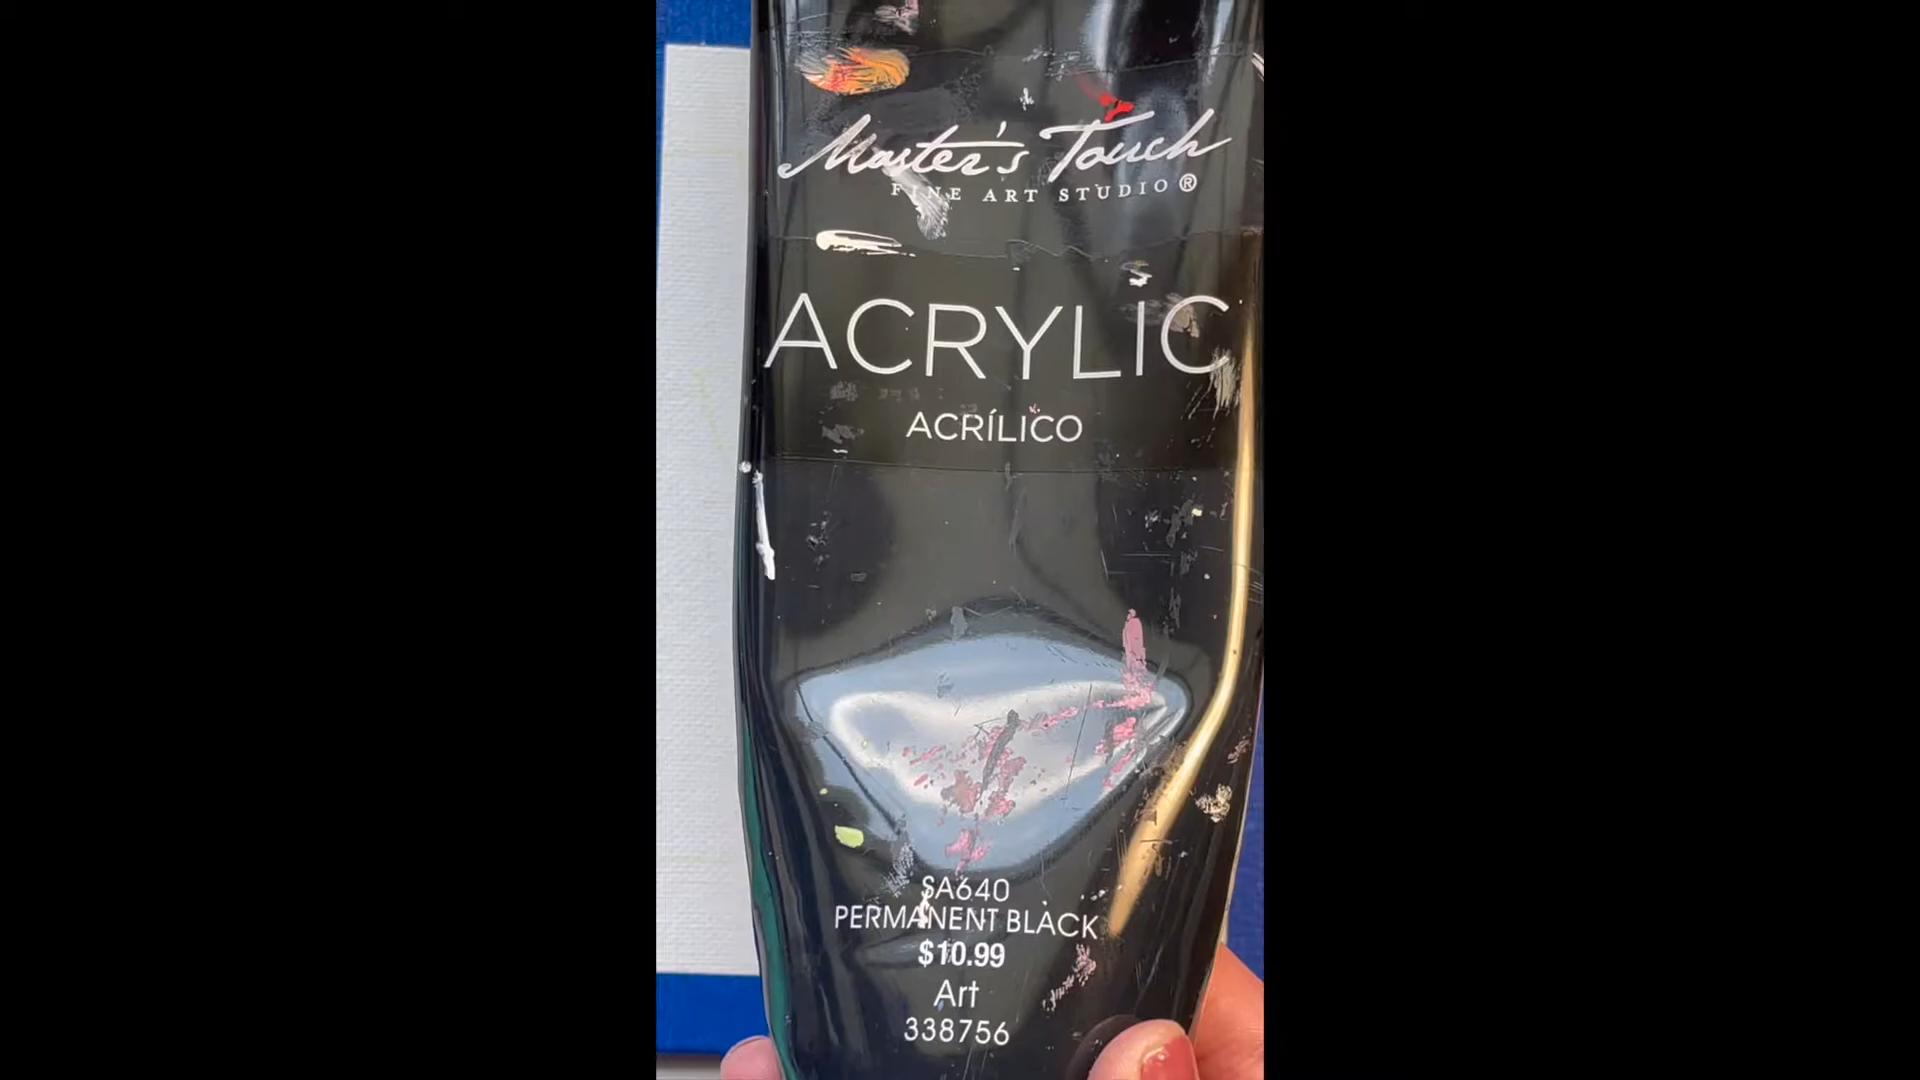 Master's Touch
FINE ART STUDIO®
ACRYLIC
ACRÍLICO
SA640
PERMANENT BLACK
$10.99
Art
338756